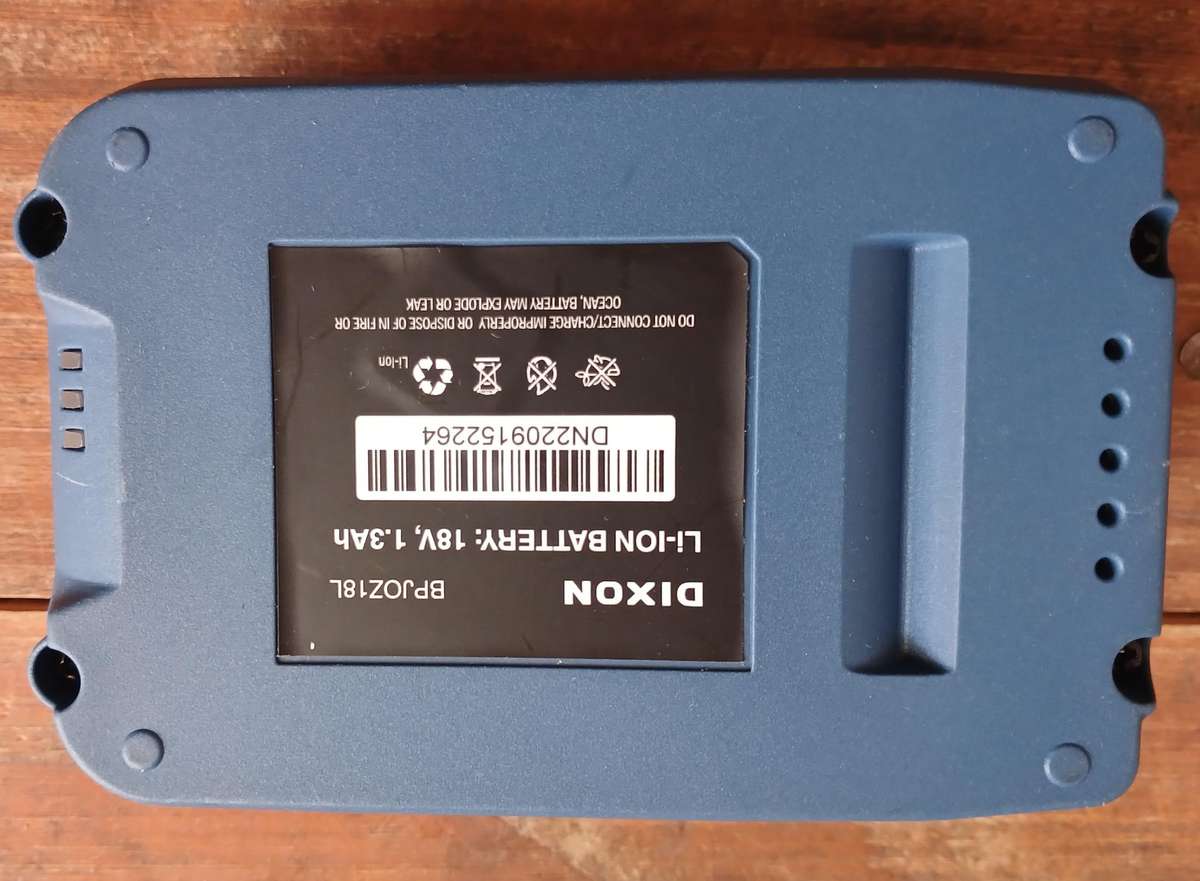 DIXON BPJOZ18L
Li-ION BATTERY: 18V, 1.3Ah
DN2209152264
Li-Ion
DO NOT CONNECT/CHARGE IMPROPERLY OR DISPOSE OF IN FIRE OR
OCEAN, BATTERY MAY EXPLODE OR LEAK